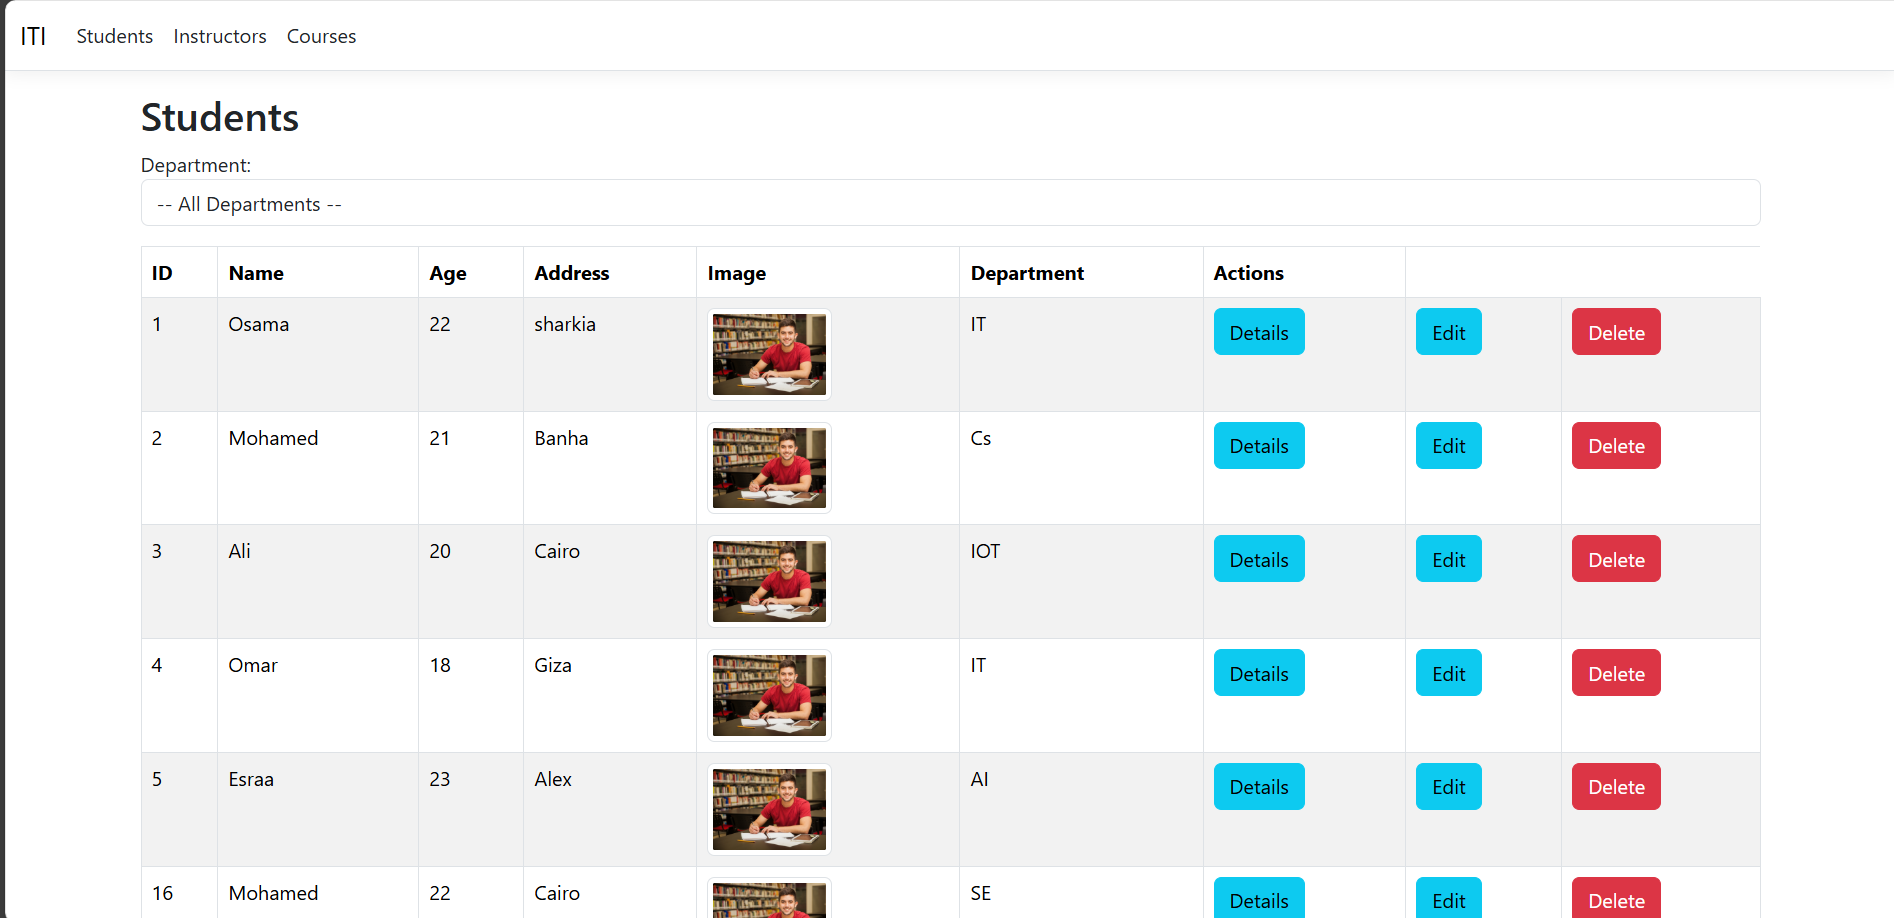 ITI Students Instructors Courses
Students
Department:
-- All Departments --
ID Name Age Address Image Department Actions
1 Osama 22 sharkia IT Details Edit Delete
2 Mohamed 21 Banha Cs Details Edit Delete
3 Ali 20 Cairo IOT Details Edit Delete
4 Omar 18 Giza IT Details Edit Delete
5 Esraa 23 Alex AI Details Edit Delete
16 Mohamed 22 Cairo SE Details Edit Delete